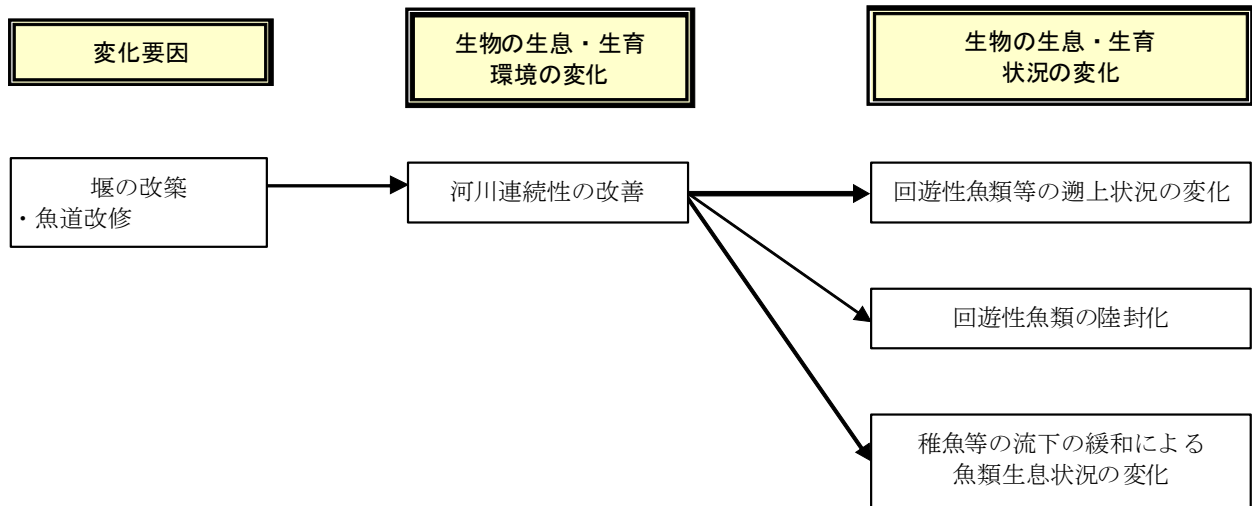 変化要因
生物の生息・生育
環境の変化
生物の生息・生育
状況の変化
堰の改築
・魚道改修
河川連続性の改善
回遊性魚類等の遡上状況の変化
回遊性魚類の陸封化
稚魚等の流下の緩和による
魚類生息状況の変化